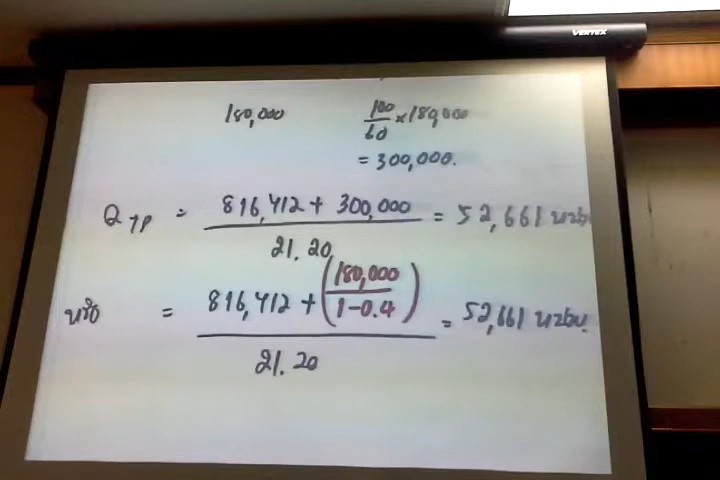 VERTEX
180,000 100/60 × 180,000
= 300,000.
QTP = (816,412 + 300,000)/21.20 = 52,661 หน่วย
หรือ = (816,412 + (180,000/(1-0.4)))/21.20 = 52,661 หน่วย.